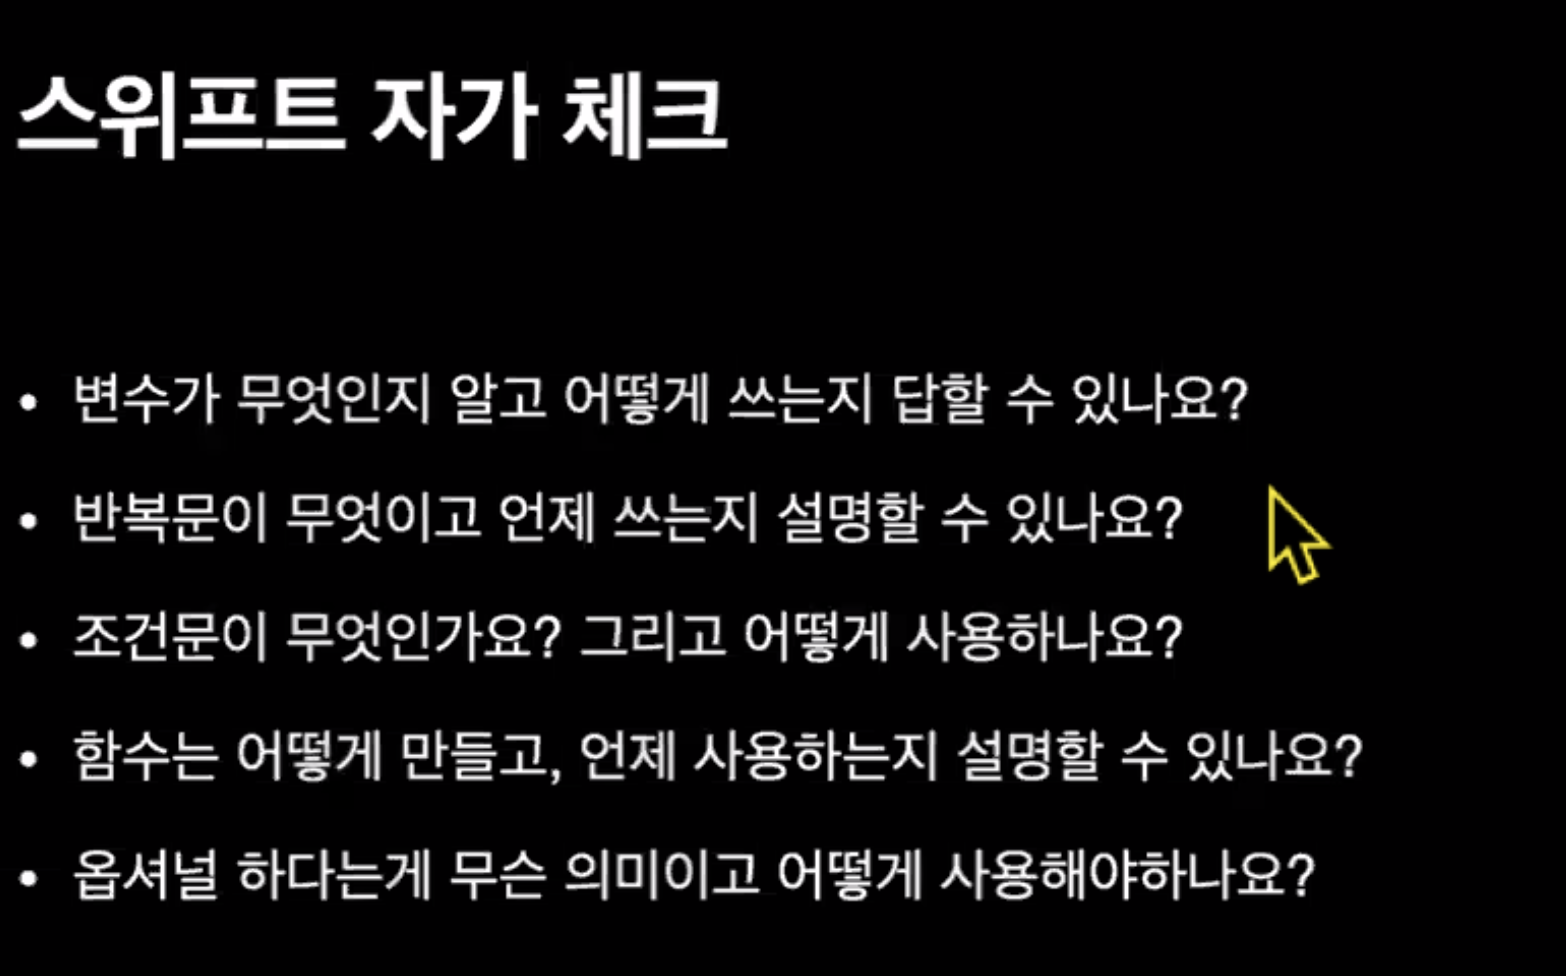 스위프트 자가 체크
• 변수가 무엇인지 알고 어떻게 쓰는지 답할 수 있나요?
• 반복문이 무엇이고 언제 쓰는지 설명할 수 있나요?
• 조건문이 무엇인가요? 그리고 어떻게 사용하나요?
• 함수는 어떻게 만들고, 언제 사용하는지 설명할 수 있나요?
• 옵셔널 하다는게 무슨 의미이고 어떻게 사용해야하나요?